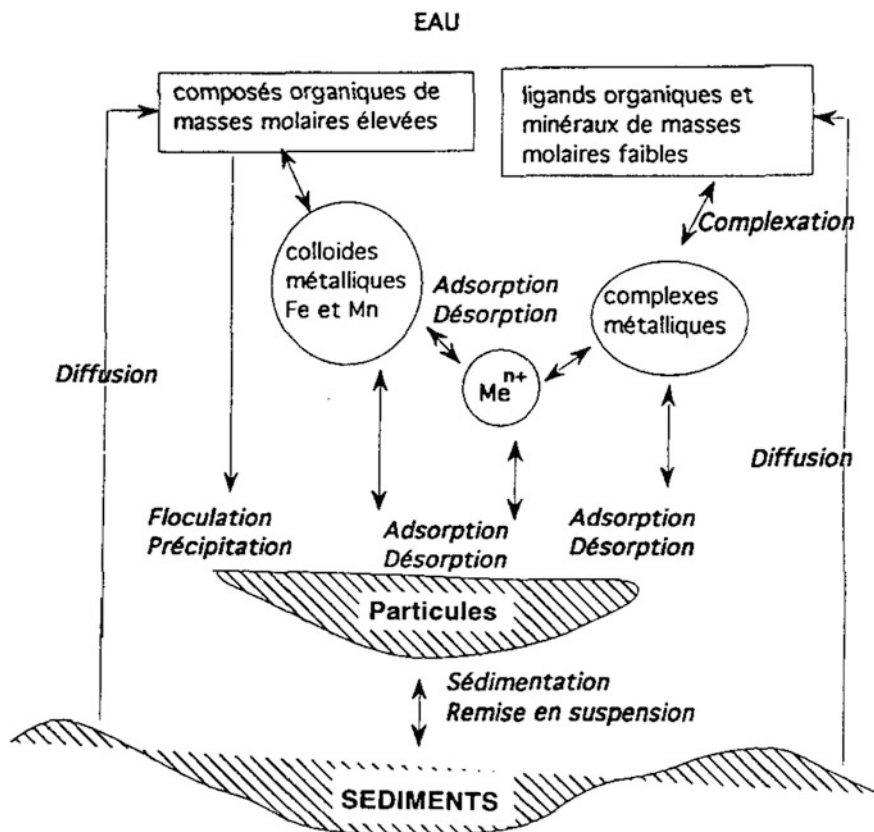 EAU
composés organiques de
masses molaires élevées
ligands organiques et
minéraux de masses
molaires faibles
Complexation
colloides
métalliques
Fe et Mn
Adsorption
Désorption
complexes
métalliques
Me^n+
Diffusion
Diffusion
Floculation
Précipitation
Adsorption
Désorption
Adsorption
Désorption
Particules
Sédimentation
Remise en suspension
SEDIMENTS